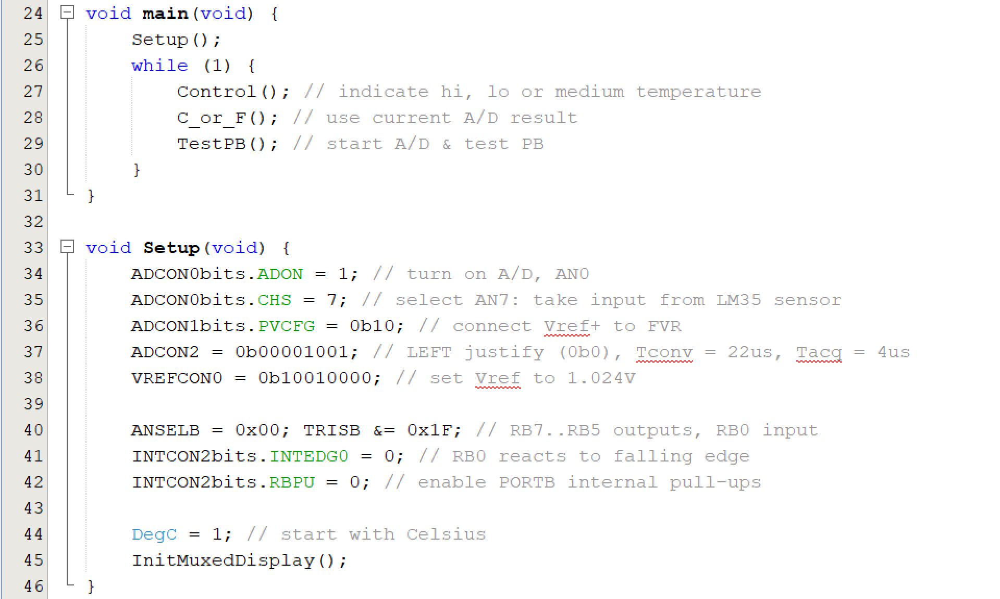 24 void main(void) {
25 Setup();
26 while (1) {
27 Control(); // indicate hi, lo or medium temperature
28 C_or_F(); // use current A/D result
29 TestPB(); // start A/D & test PB
30 }
31 }
32
33 void Setup(void) {
34 ADCON0bits.ADON = 1; // turn on A/D, AN0
35 ADCON0bits.CHS = 7; // select AN7: take input from LM35 sensor
36 ADCON1bits.PVCFG = 0b10; // connect Vref+ to FVR
37 ADCON2 = 0b00001001; // LEFT justify (0b0), Tconv = 22us, Tacq = 4us
38 VREFCON0 = 0b10010000; // set Vref to 1.024V
39
40 ANSELB = 0x00; TRISB &= 0x1F; // RB7..RB5 outputs, RB0 input
41 INTCON2bits.INTEDG0 = 0; // RB0 reacts to falling edge
42 INTCON2bits.RBPU = 0; // enable PORTB internal pull-ups
43
44 DegC = 1; // start with Celsius
45 InitMuxedDisplay();
46 }